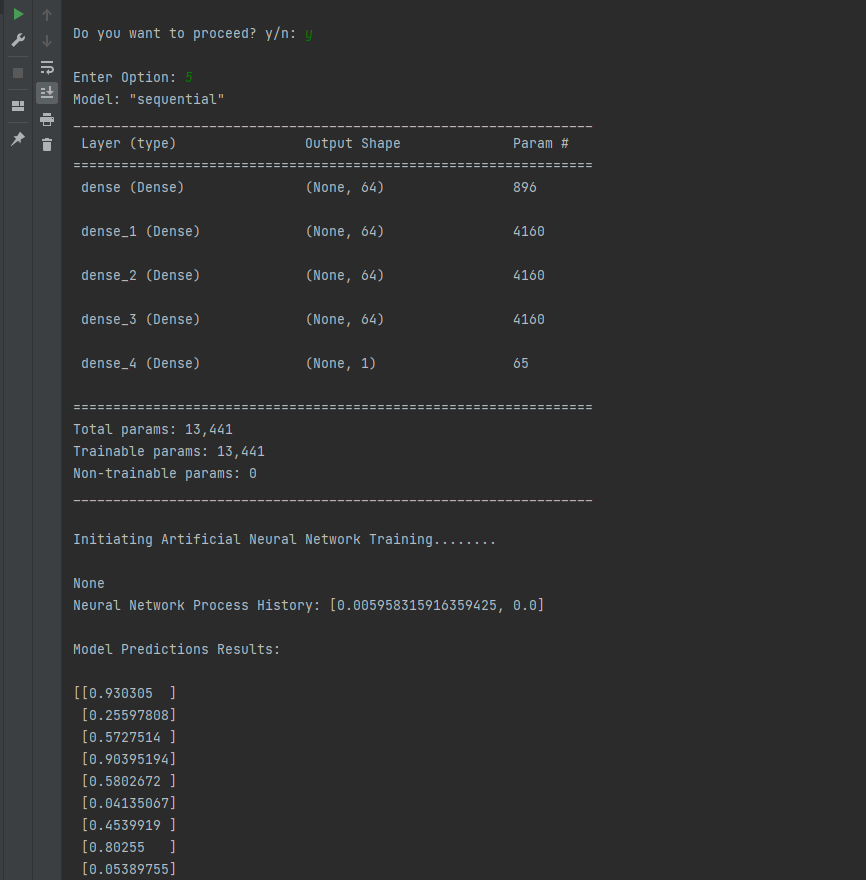 Do you want to proceed? y/n: y
Enter Option: 5
Model: "sequential"
_________________________________________________________________
Layer (type) Output Shape Param #
=================================================================
dense (Dense) (None, 64) 896
dense_1 (Dense) (None, 64) 4160
dense_2 (Dense) (None, 64) 4160
dense_3 (Dense) (None, 64) 4160
dense_4 (Dense) (None, 1) 65
=================================================================
Total params: 13,441
Trainable params: 13,441
Non-trainable params: 0
_________________________________________________________________
Initiating Artificial Neural Network Training........
None
Neural Network Process History: [0.005958315916359425, 0.0]
Model Predictions Results:
[[0.930305  ]
[0.25597808]
[0.5727514 ]
[0.90395194]
[0.5802672 ]
[0.04135067]
[0.4539919 ]
[0.80255   ]
[0.05389755]